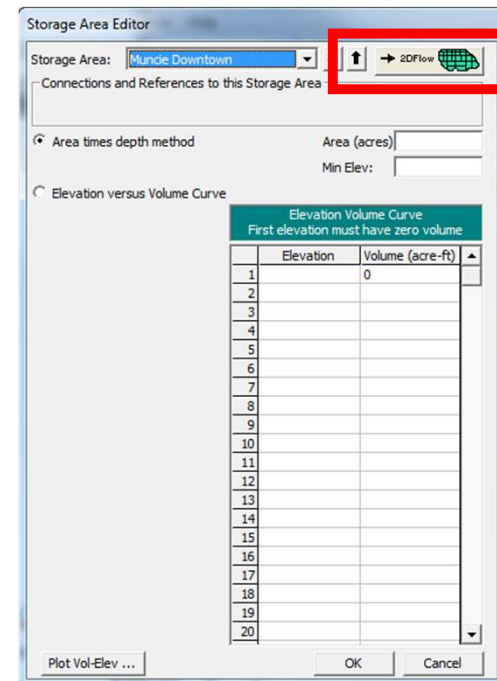 Storage Area Editor
Storage Area: Muncie Downtown 2DFlow
Connections and References to this Storage Area
Area times depth method Area (acres)
Min Elev:
Elevation versus Volume Curve
Elevation Volume Curve
First elevation must have zero volume
Elevation Volume (acre-ft)
1 0
2
3
4
5
6
7
8
9
10
11
12
13
14
15
16
17
18
19
20
Plot Vol-Elev ... OK Cancel